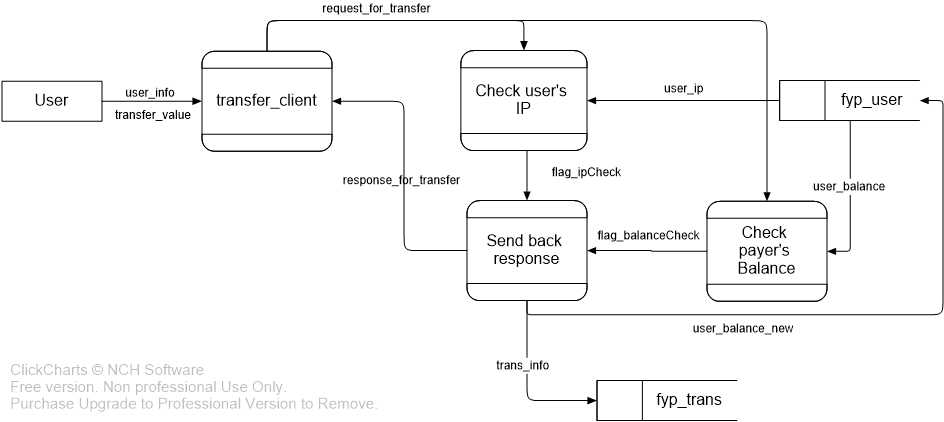 request_for_transfer
User
user_info
transfer_value
transfer_client
Check user's
IP
user_ip
fyp_user
response_for_transfer
flag_ipCheck
user_balance
Send back
response
flag_balanceCheck
Check
payer's
Balance
user_balance_new
trans_info
fyp_trans
ClickCharts © NCH Software
Free version. Non professional Use Only.
Purchase Upgrade to Professional Version to Remove.